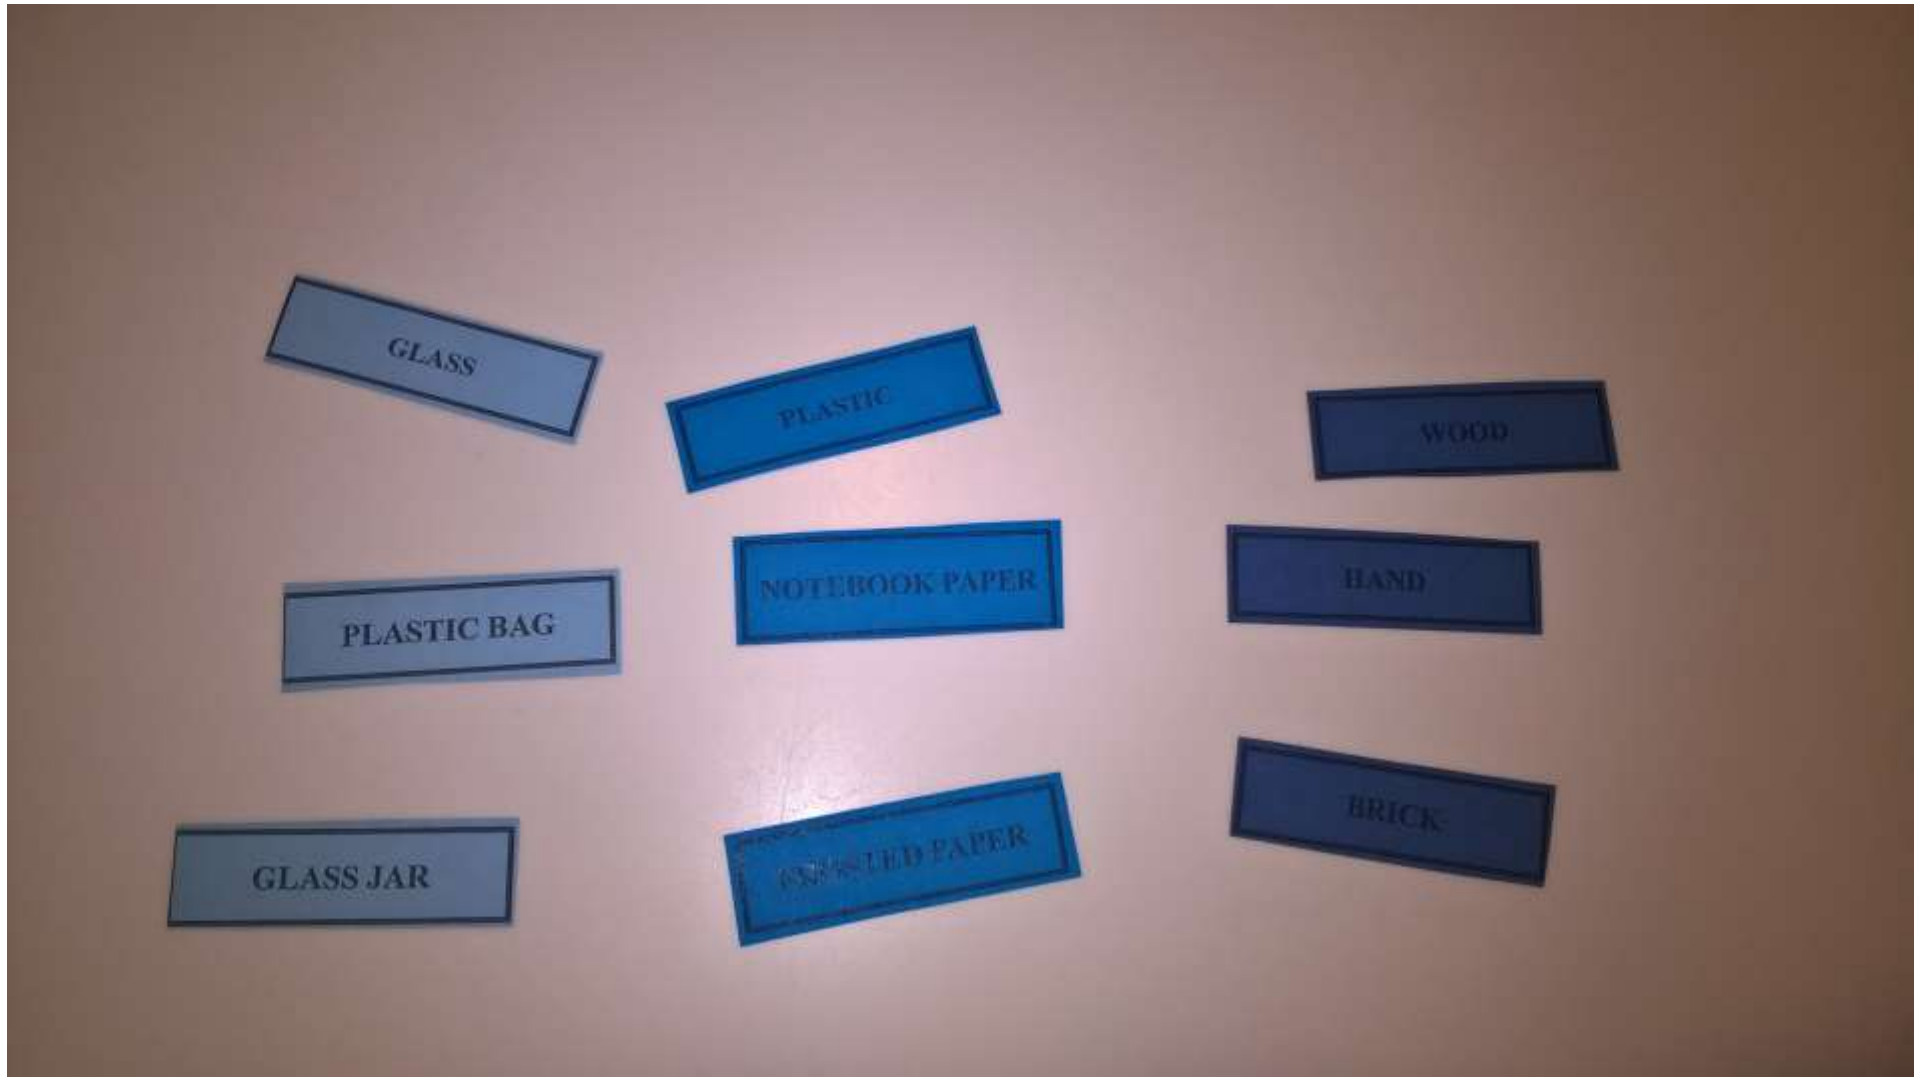 GLASS
PLASTIC
WOOD
PLASTIC BAG
NOTEBOOK PAPER
HAND
GLASS JAR
PAPER
BRICK